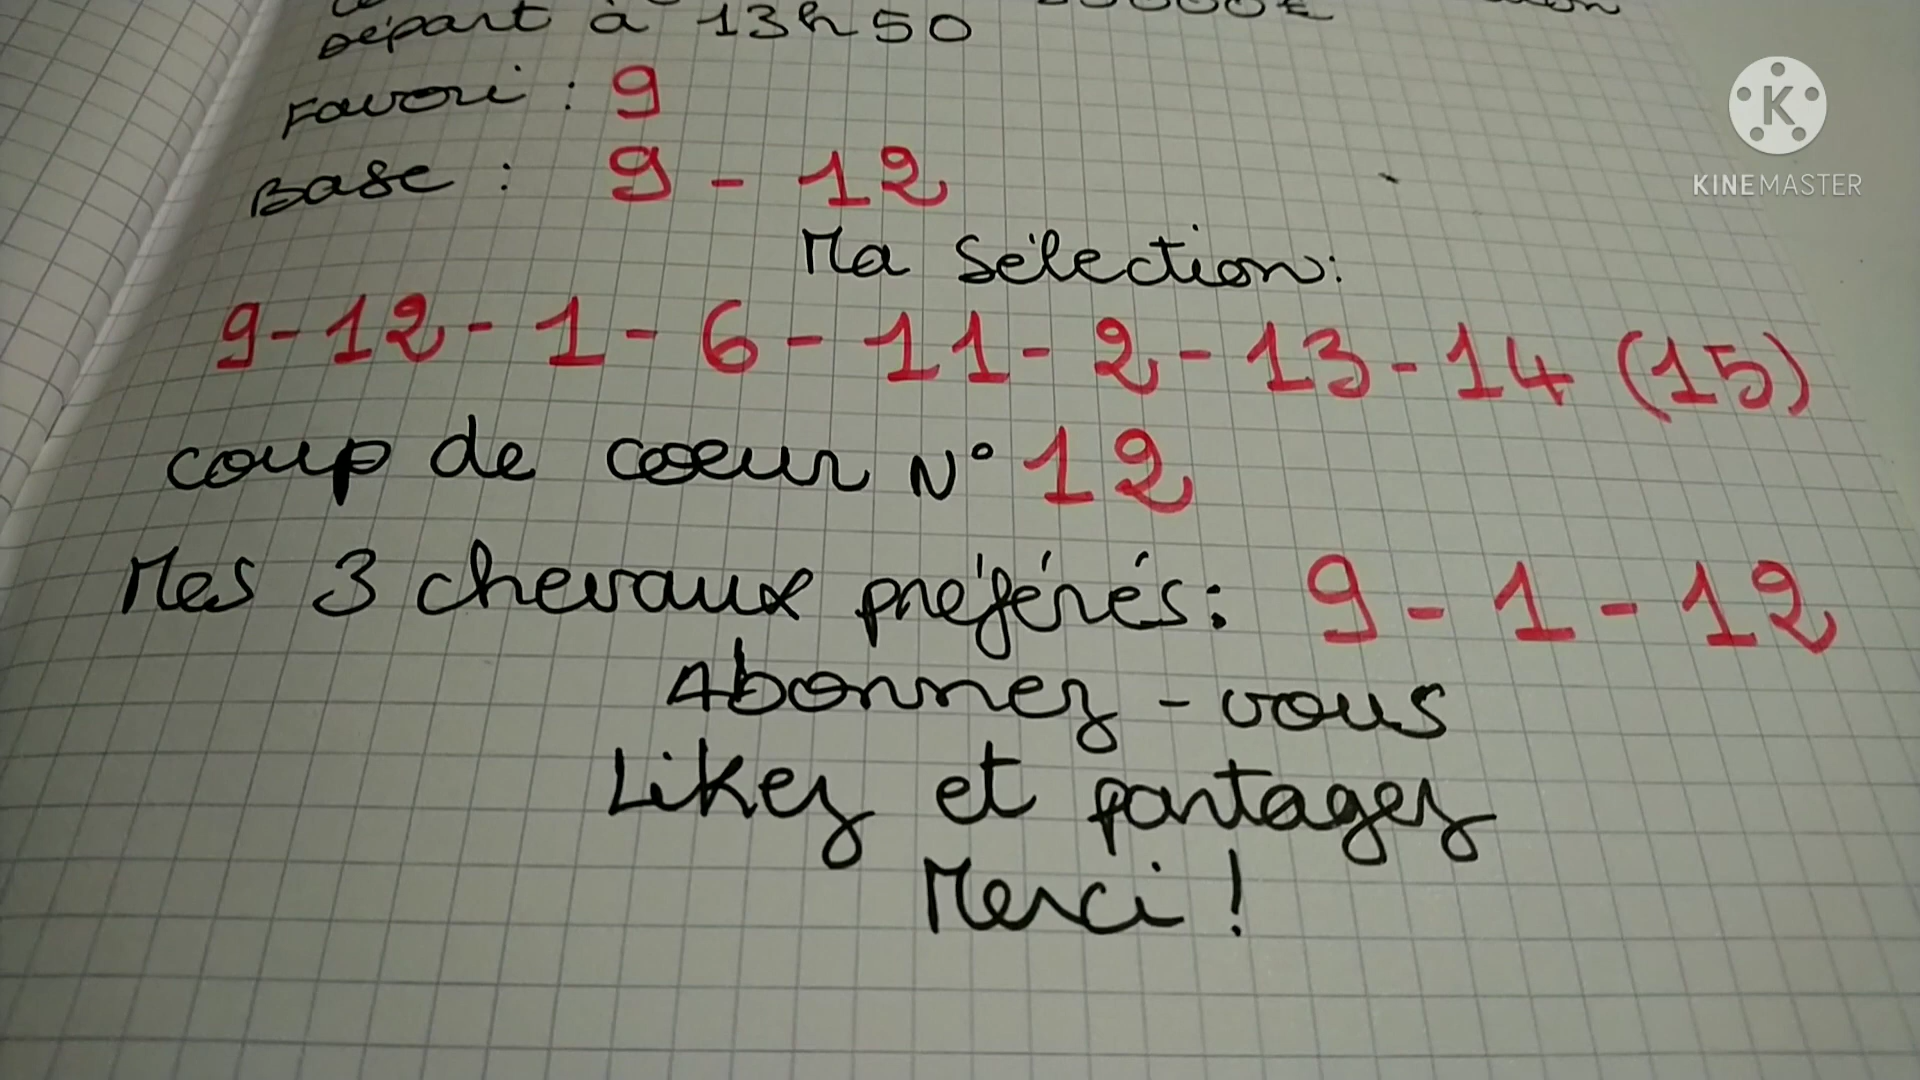 Départ à 13h50
Favori : 9
Base : 9 - 12
Ma Sélection:
9-12-1-6-11-2-13-14 (15)
coup de coeur N° 12
Mes 3 chevaux préférés: 9-1-12
Abonnez-vous
Likez et partagez
Merci !
K
KINEMASTER